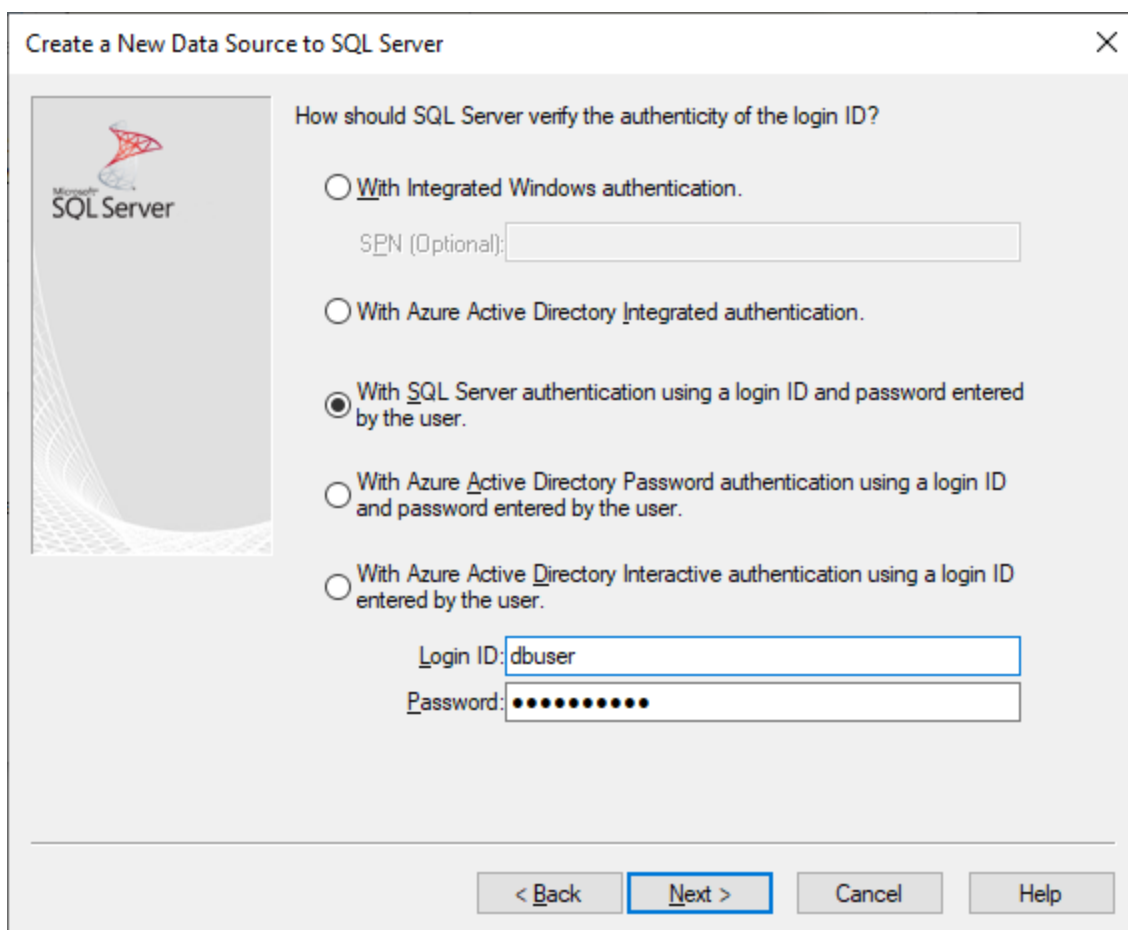 Create a New Data Source to SQL Server
Microsoft
SQL Server
How should SQL Server verify the authenticity of the login ID?
With Integrated Windows authentication.
SPN (Optional):
With Azure Active Directory Integrated authentication.
With SQL Server authentication using a login ID and password entered
by the user.
With Azure Active Directory Password authentication using a login ID
and password entered by the user.
With Azure Active Directory Interactive authentication using a login ID
entered by the user.
Login ID: dbuser
Password: ●●●●●●●●●●
< Back Next > Cancel Help